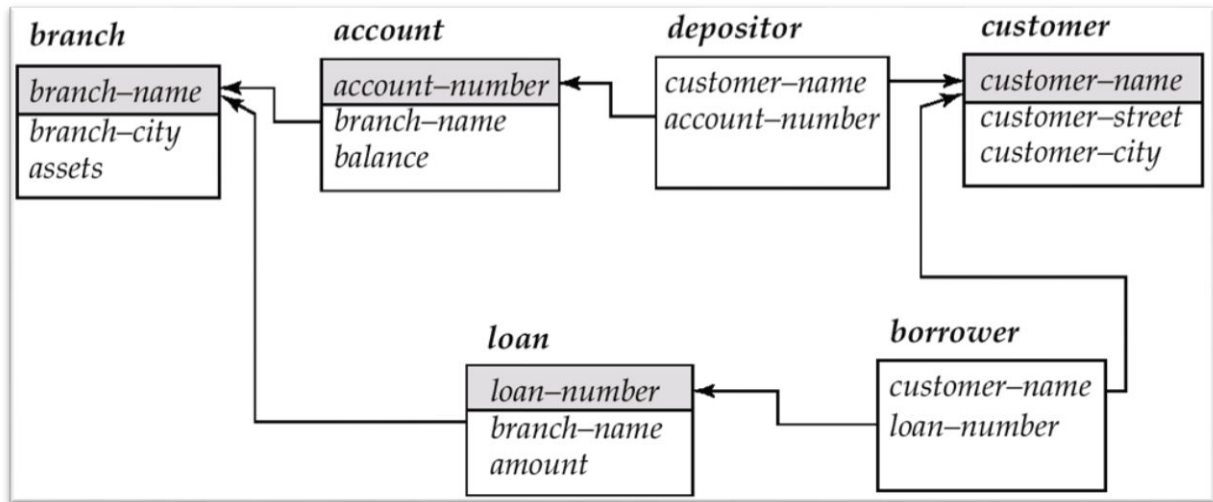 branch
branch–name
branch–city
assets
account
account–number
branch–name
balance
depositor
customer–name
account–number
customer
customer–name
customer–street
customer–city
loan
loan–number
branch–name
amount
borrower
customer–name
loan–number